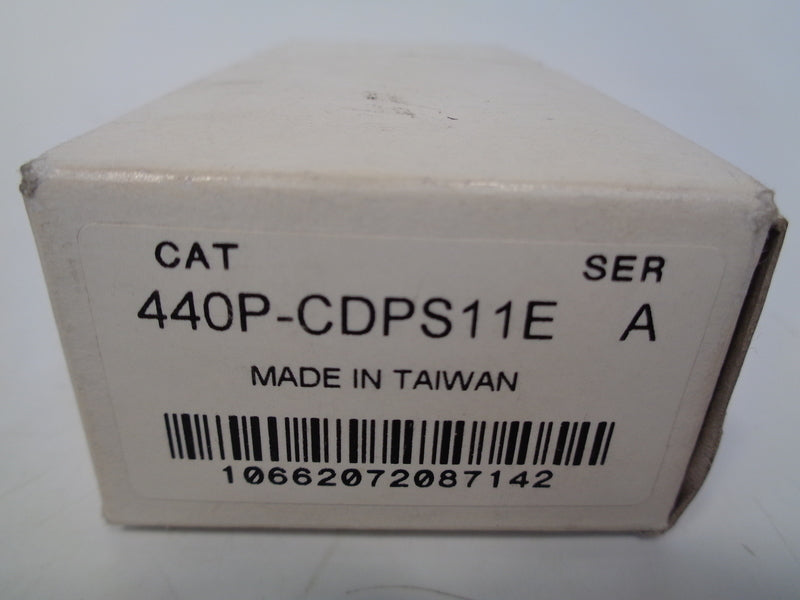 CAT SER
440P-CDPS11E A
MADE IN TAIWAN
10662072087142